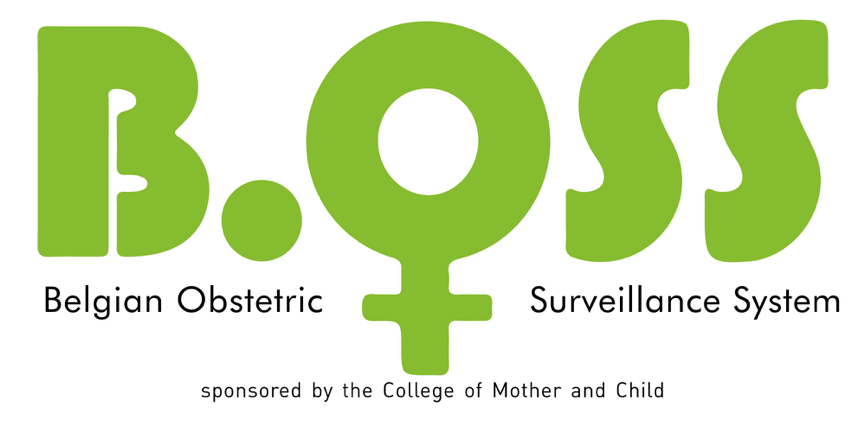 B.OSS
Belgian Obstetric Surveillance System
sponsored by the College of Mother and Child